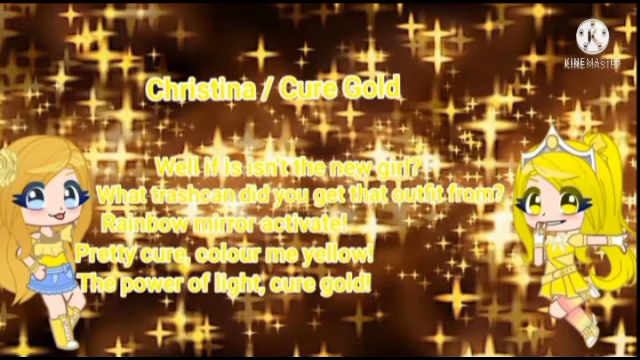 KINEMASTER
Christina / Cure Gold
Well if is isn't the new girl?
What trashcan did you get that outfit from?
Rainbow mirror activate!
Pretty cure, colour me yellow!
The power of light, cure gold!